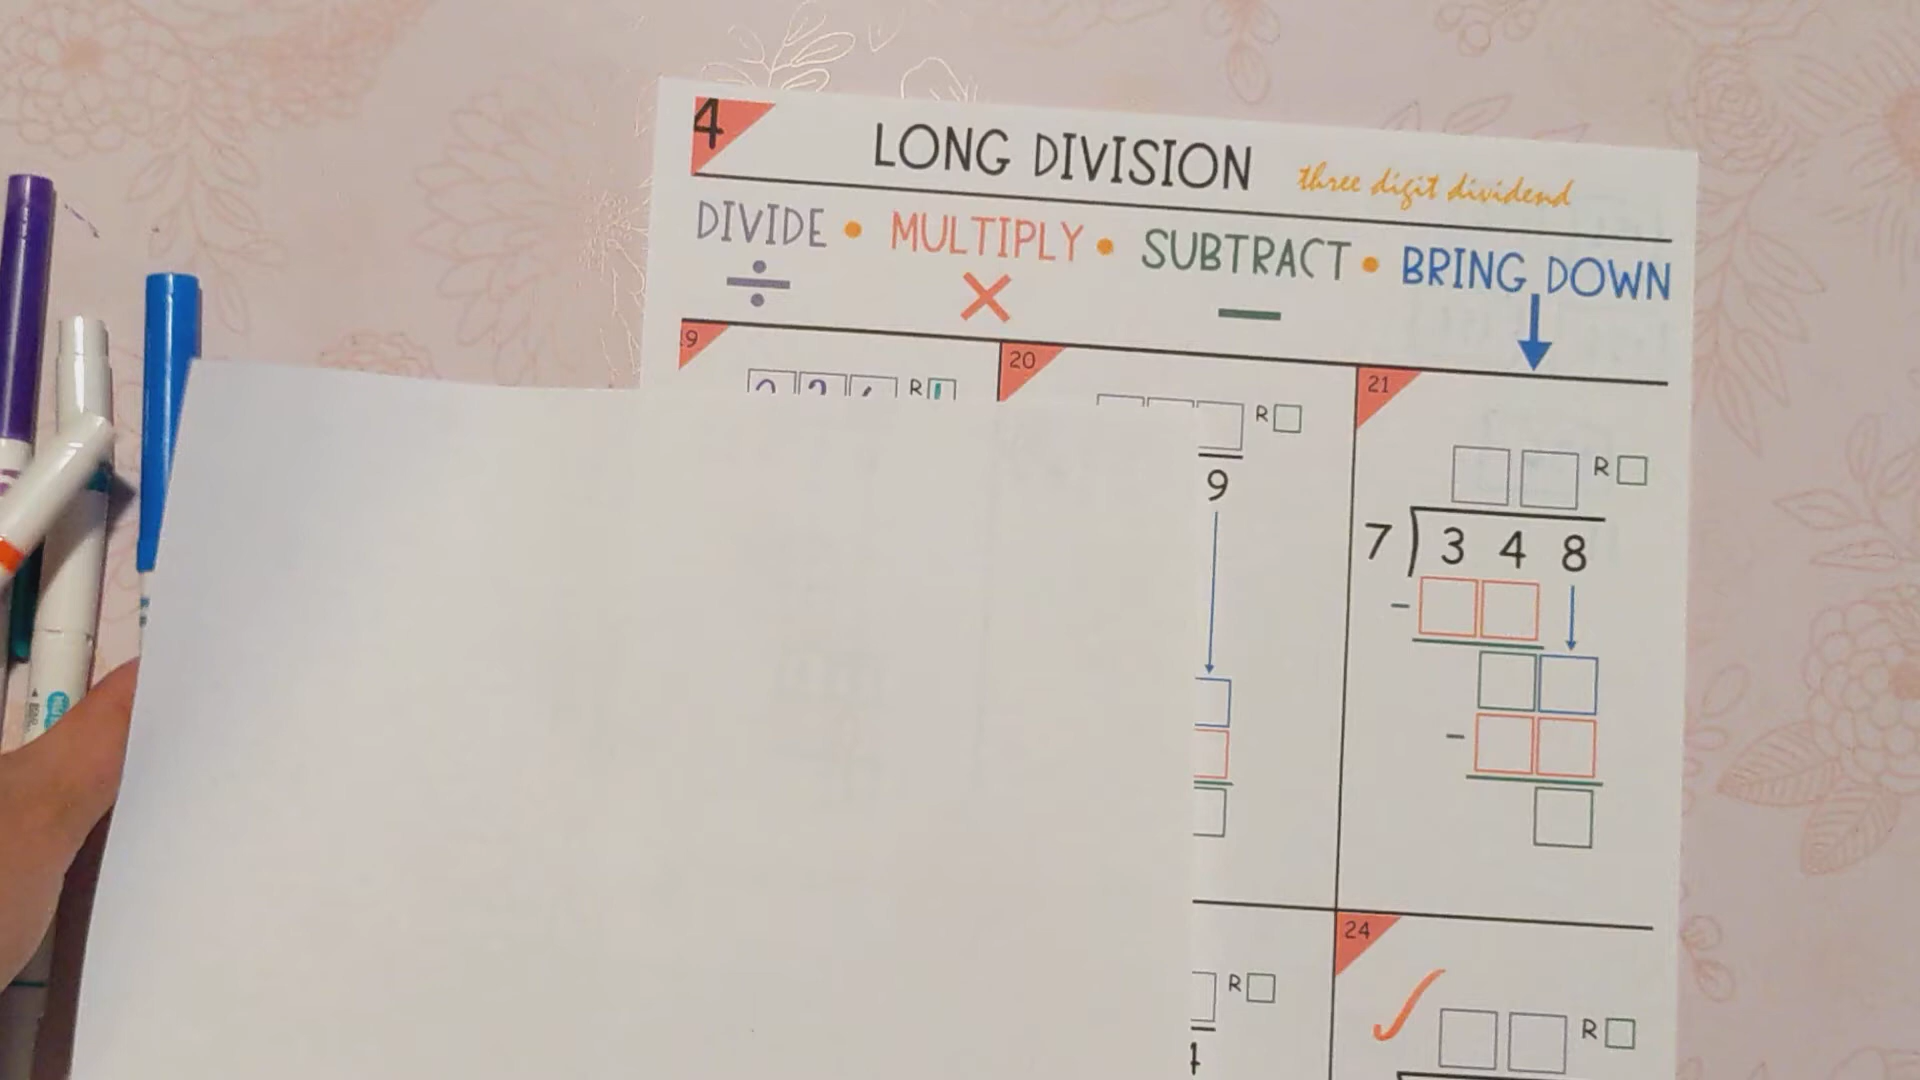 4
LONG DIVISION three digit dividend
DIVIDE • MULTIPLY • SUBTRACT • BRING DOWN
÷ × −
9
R
20
R
9
21
R
7 ) 3 4 8
−
−
R
24
R